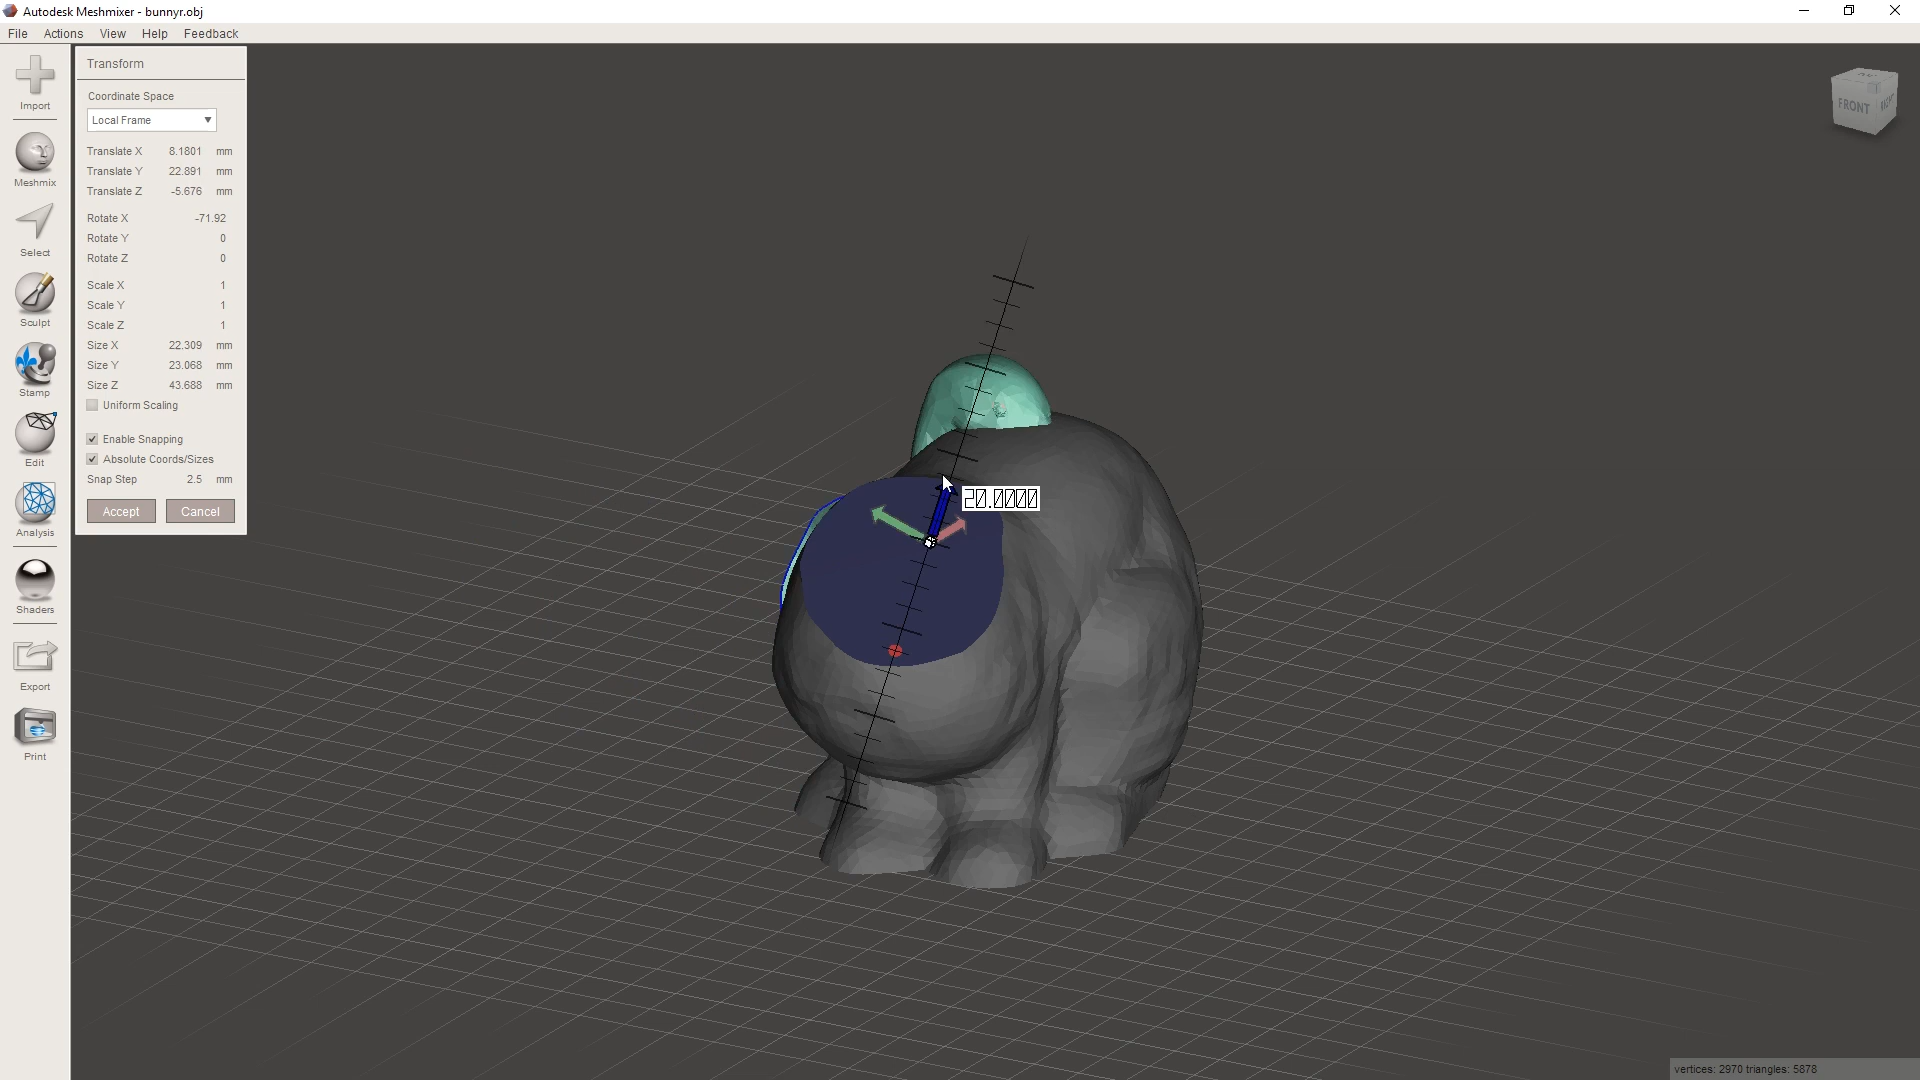 Autodesk Meshmixer - bunnyr.obj
File Actions View Help Feedback
Import
Meshmix
Select
Sculpt
Stamp
Edit
Analysis
Shaders
Export
Print
Transform
Coordinate Space
Local Frame
Translate X 8.1801 mm
Translate Y 22.891 mm
Translate Z -5.676 mm
Rotate X -71.92
Rotate Y 0
Rotate Z 0
Scale X 1
Scale Y 1
Scale Z 1
Size X 22.309 mm
Size Y 23.068 mm
Size Z 43.688 mm
Uniform Scaling
Enable Snapping
Absolute Coords/Sizes
Snap Step 2.5 mm
Accept Cancel
20.0000
FRONT
vertices: 2970 triangles: 5878